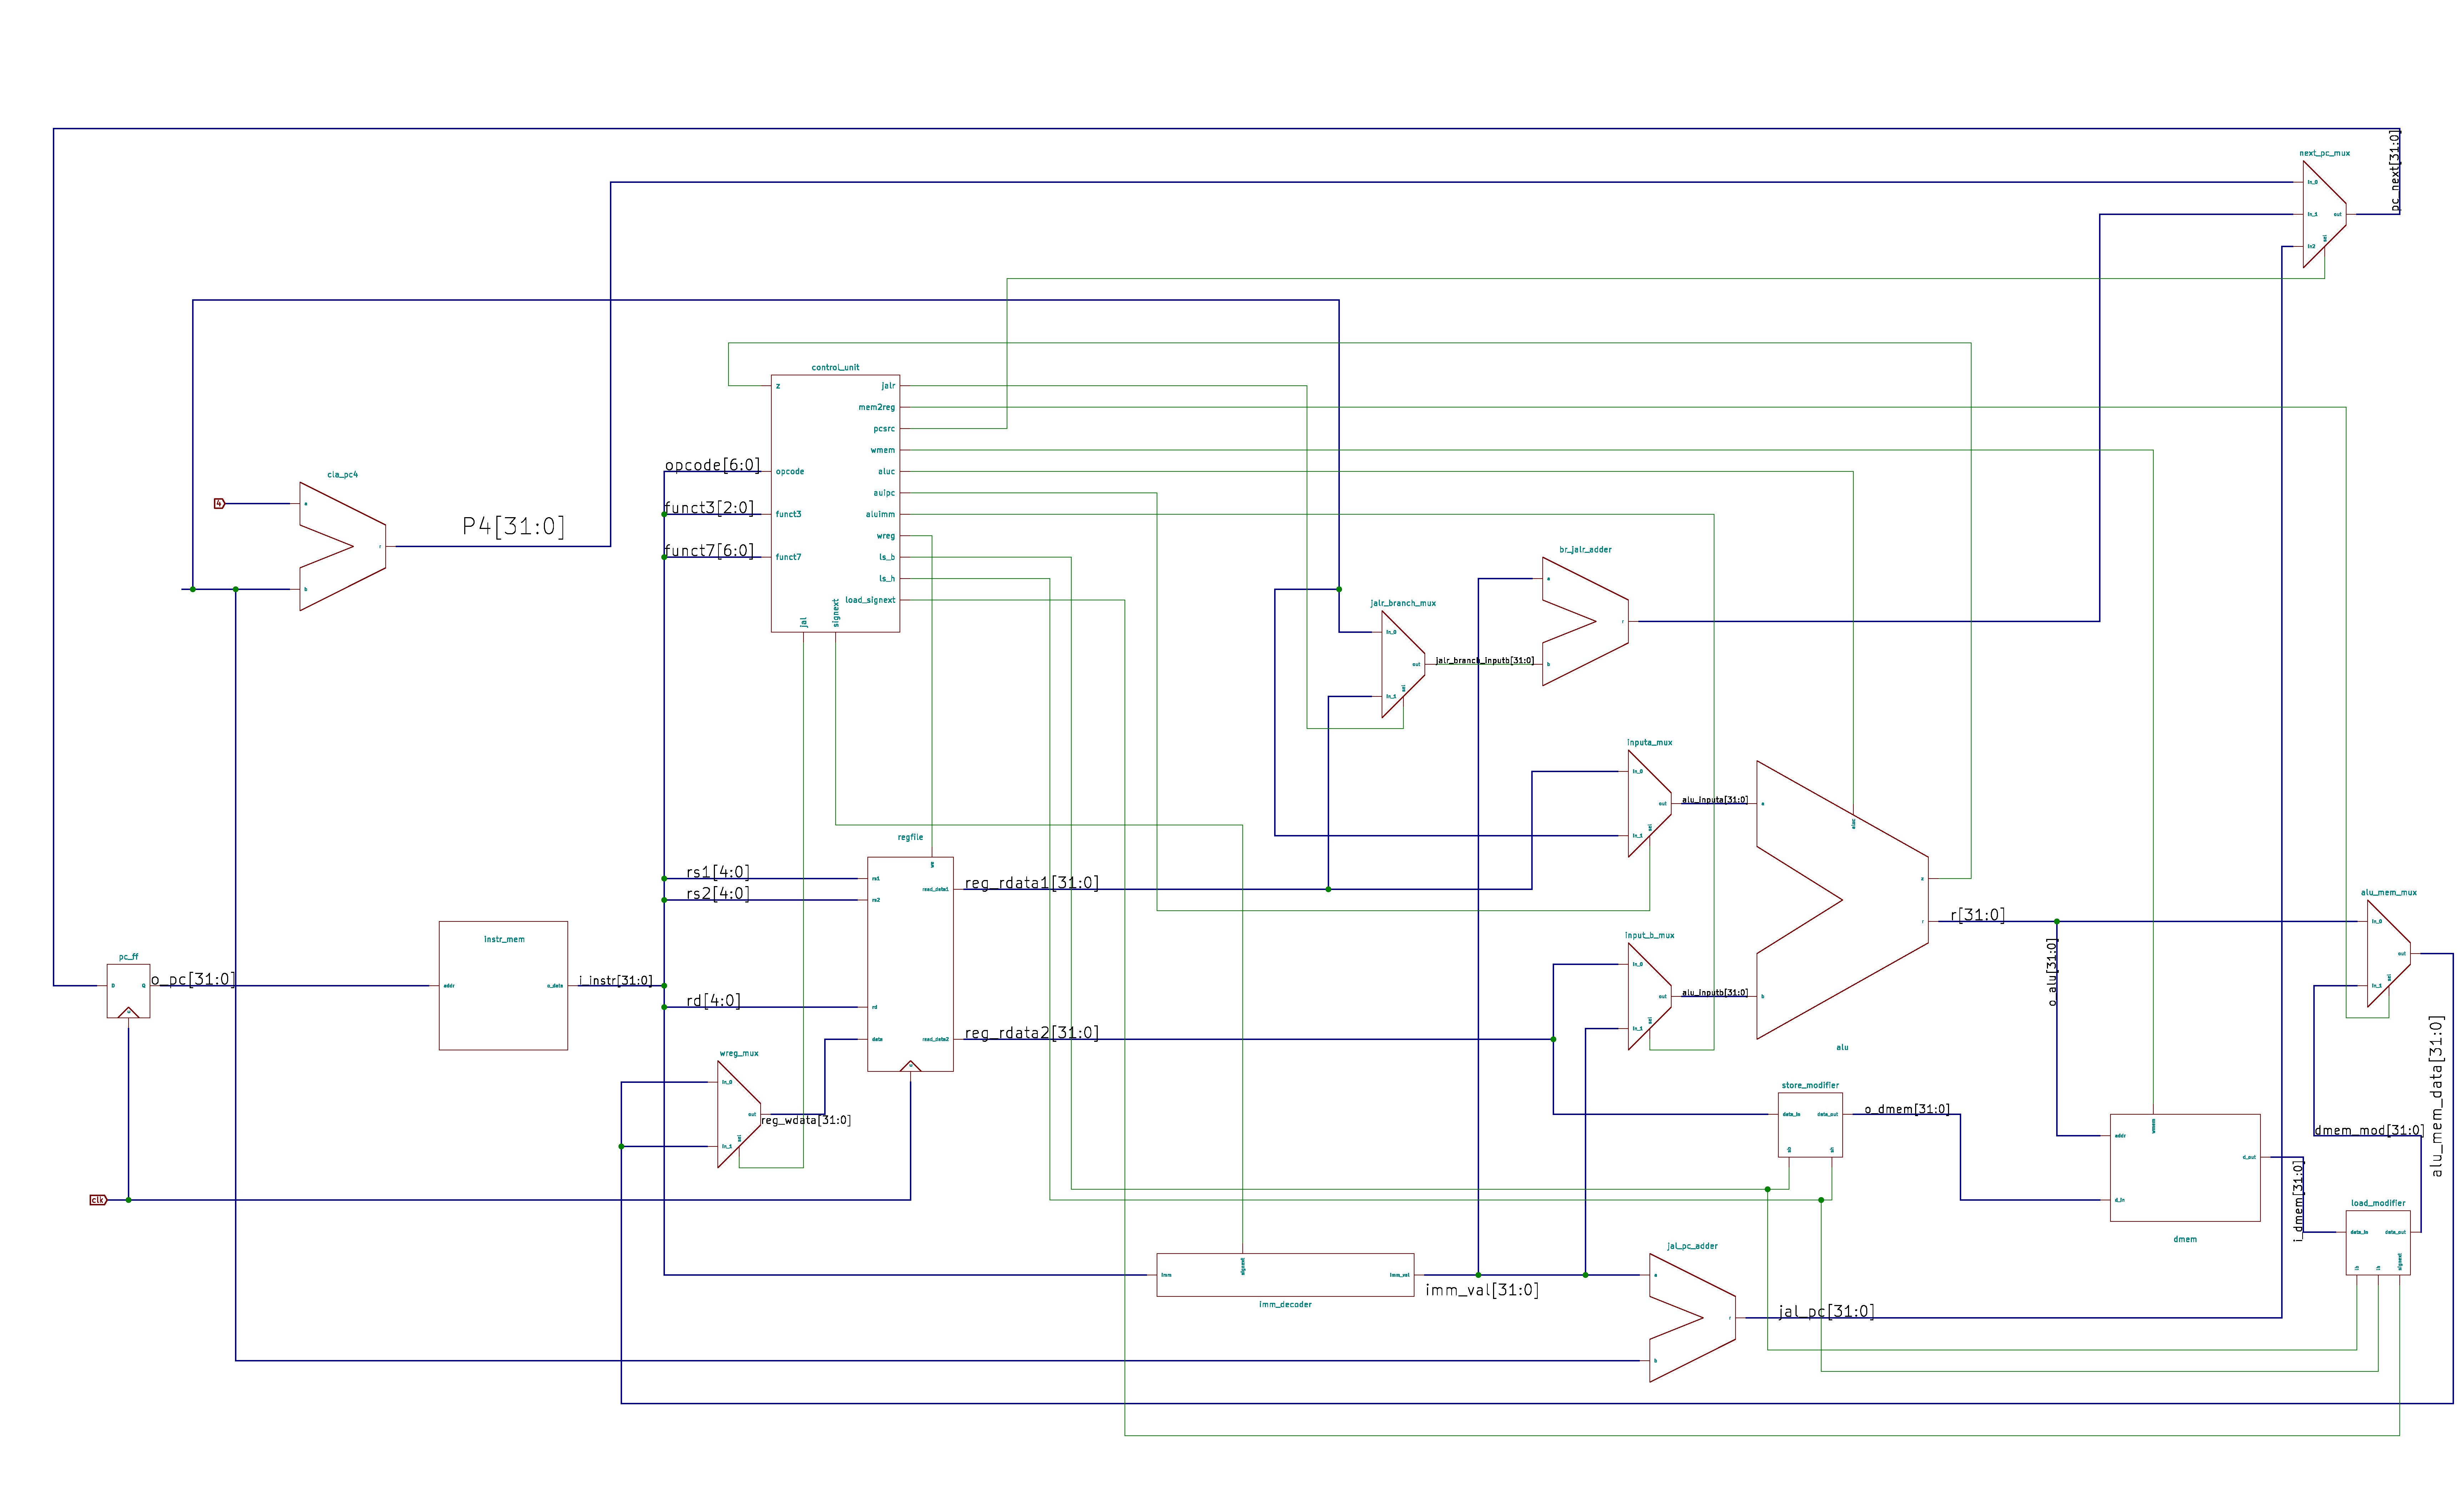 next_pc_mux
in_0
in_1
in2
out
sel
pc_next[31:0]
control_unit
z
opcode
funct3
funct7
jalr
mem2reg
pcsrc
wmem
aluc
auipc
aluimm
wreg
ls_b
ls_h
load_signext
jal
signext
opcode[6:0]
funct3[2:0]
funct7[6:0]
cla_pc4
4
a
b
r
P4[31:0]
br_jalr_adder
a
b
r
jalr_branch_mux
in_0
in_1
out
sel
jalr_branch_inputb[31:0]
inputa_mux
in_0
in_1
out
sel
alu_inputa[31:0]
a
b
aluc
z
r
alu
r[31:0]
o_alu[31:0]
regfile
we
rs1
rs2
rd
data
read_data1
read_data2
rs1[4:0]
rs2[4:0]
rd[4:0]
reg_rdata1[31:0]
reg_rdata2[31:0]
alu_mem_mux
in_0
in_1
out
sel
alu_mem_data[31:0]
input_b_mux
in_0
in_1
out
sel
alu_inputb[31:0]
instr_mem
addr
o_data
i_instr[31:0]
pc_ff
D
Q
o_pc[31:0]
wreg_mux
in_0
in_1
out
sel
reg_wdata[31:0]
store_modifier
data_in
data_out
sb
sh
o_dmem[31:0]
wmem
addr
d_in
d_out
dmem
dmem_mod[31:0]
i_dmem[31:0]
load_modifier
data_in
data_out
lb
lh
signext
clk
jal_pc_adder
a
b
r
jal_pc[31:0]
signext
imm
imm_val
imm_decoder
imm_val[31:0]